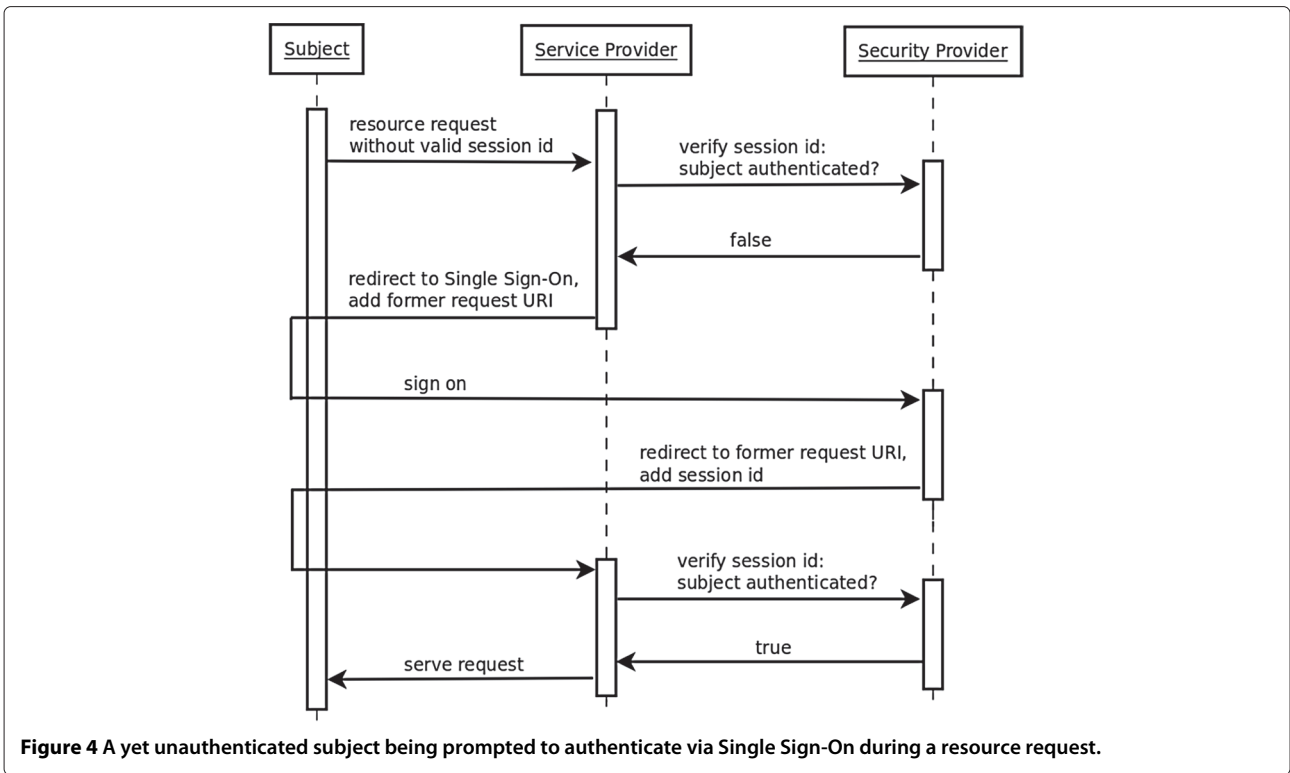 Subject
Service Provider
Security Provider
resource request
without valid session id
verify session id:
subject authenticated?
false
redirect to Single Sign-On,
add former request URI
sign on
redirect to former request URI,
add session id
verify session id:
subject authenticated?
true
serve request
Figure 4 A yet unauthenticated subject being prompted to authenticate via Single Sign-On during a resource request.